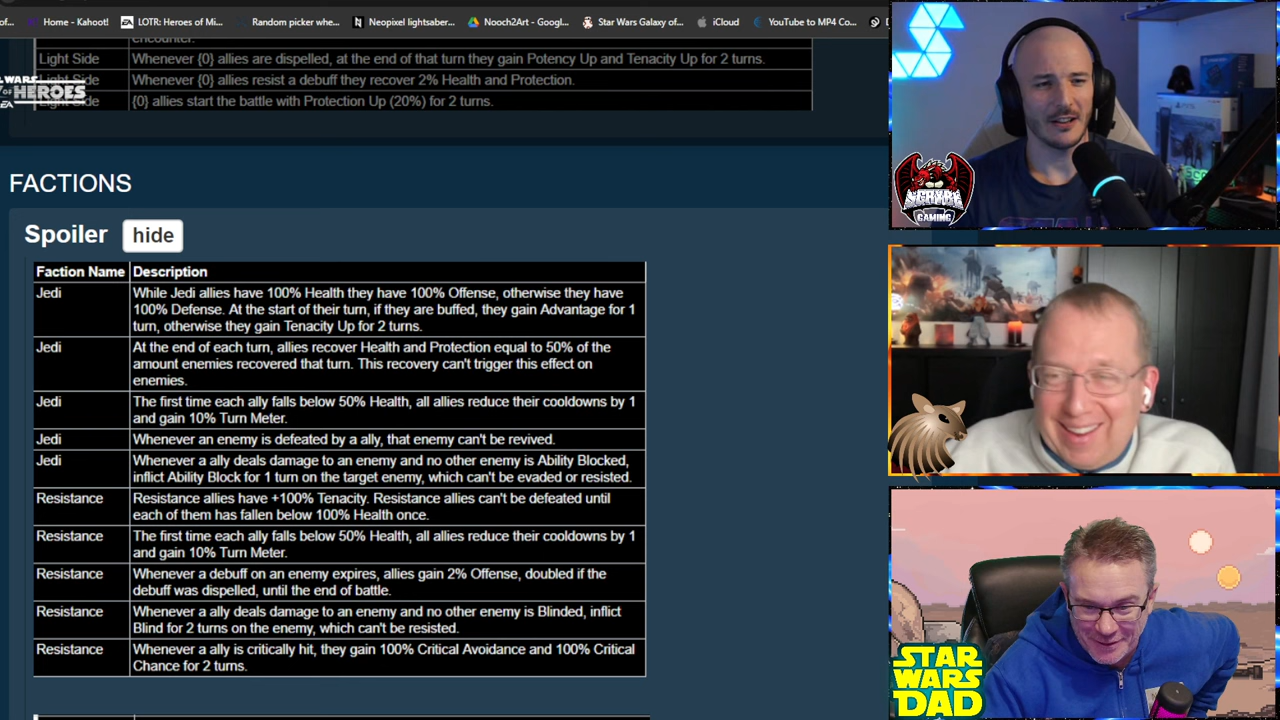 of...
Home - Kahoot!
LOTR: Heroes of Mi...
Random picker whe...
Neopixel lightsaber...
Nooch2Art - Googl...
Star Wars Galaxy of...
iCloud
YouTube to MP4 Co...
encounter.
Light Side Whenever {0} allies are dispelled, at the end of that turn they gain Potency Up and Tenacity Up for 2 turns.
Light Side Whenever {0} allies resist a debuff they recover 2% Health and Protection.
Light Side {0} allies start the battle with Protection Up (20%) for 2 turns.
WARS
OF HEROES
EA
FACTIONS
Spoiler hide
Faction Name Description
Jedi While Jedi allies have 100% Health they have 100% Offense, otherwise they have
100% Defense. At the start of their turn, if they are buffed, they gain Advantage for 1
turn, otherwise they gain Tenacity Up for 2 turns.
Jedi At the end of each turn, allies recover Health and Protection equal to 50% of the
amount enemies recovered that turn. This recovery can't trigger this effect on
enemies.
Jedi The first time each ally falls below 50% Health, all allies reduce their cooldowns by 1
and gain 10% Turn Meter.
Jedi Whenever an enemy is defeated by a ally, that enemy can't be revived.
Jedi Whenever a ally deals damage to an enemy and no other enemy is Ability Blocked,
inflict Ability Block for 1 turn on the target enemy, which can't be evaded or resisted.
Resistance Resistance allies have +100% Tenacity. Resistance allies can't be defeated until
each of them has fallen below 100% Health once.
Resistance The first time each ally falls below 50% Health, all allies reduce their cooldowns by 1
and gain 10% Turn Meter.
Resistance Whenever a debuff on an enemy expires, allies gain 2% Offense, doubled if the
debuff was dispelled, until the end of battle.
Resistance Whenever a ally deals damage to an enemy and no other enemy is Blinded, inflict
Blind for 2 turns on the enemy, which can't be resisted.
Resistance Whenever a ally is critically hit, they gain 100% Critical Avoidance and 100% Critical
Chance for 2 turns.
GAMING
STAR
WARS
DAD